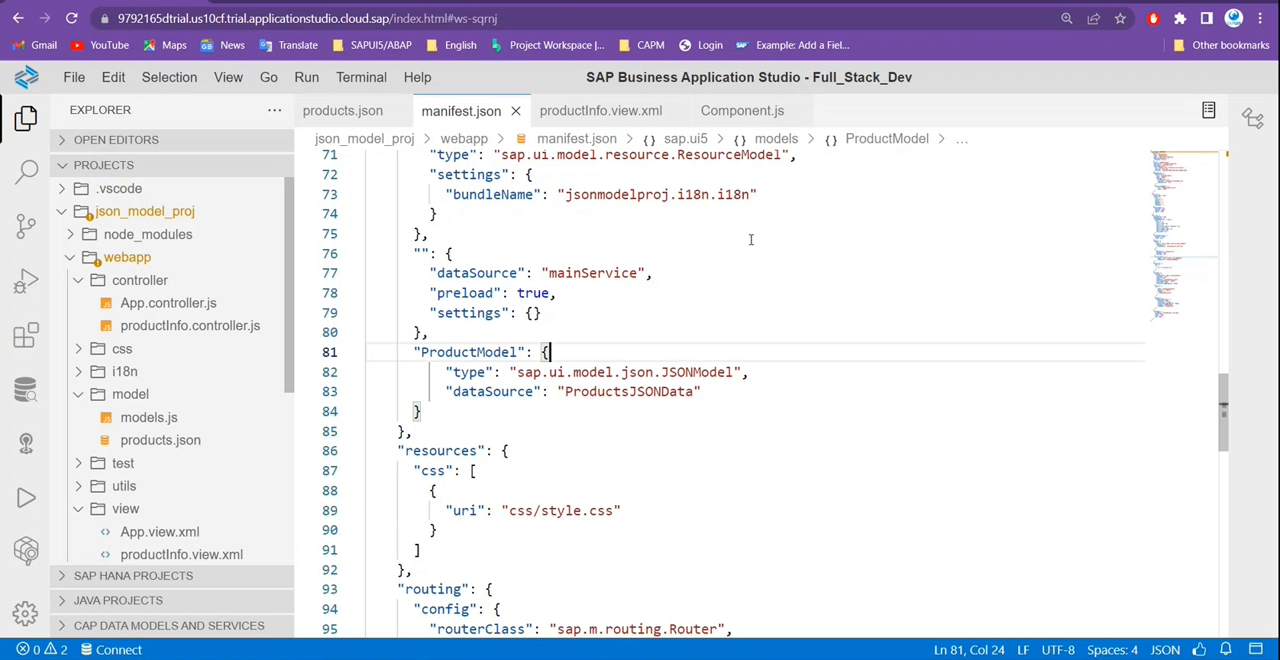 9792165dtrial.us10cf.trial.applicationstudio.cloud.sap/index.html#ws-sqrnj
Gmail YouTube Maps News Translate SAPUI5/ABAP English Project Workspace |... CAPM Login Example: Add a Fiel... Other bookmarks
File Edit Selection View Go Run Terminal Help SAP Business Application Studio - Full_Stack_Dev
EXPLORER ... products.json manifest.json productInfo.view.xml Component.js
OPEN EDITORS
PROJECTS
.vscode
json_model_proj
node_modules
webapp
controller
App.controller.js
productInfo.controller.js
css
i18n
model
models.js
products.json
test
utils
view
App.view.xml
productInfo.view.xml
SAP HANA PROJECTS
JAVA PROJECTS
CAP DATA MODELS AND SERVICES
json_model_proj > webapp > manifest.json > {} sap.ui5 > {} models > {} ProductModel > ...
71 "type": "sap.ui.model.resource.ResourceModel",
72 "settings": {
73 "bundleName": "jsonmodelproj.i18n.i18n"
74 }
75 },
76 "": {
77 "dataSource": "mainService",
78 "preload": true,
79 "settings": {}
80 },
81 "ProductModel": {
82 "type": "sap.ui.model.json.JSONModel",
83 "dataSource": "ProductsJSONData"
84 }
85 },
86 "resources": {
87 "css": [
88 {
89 "uri": "css/style.css"
90 }
91 ]
92 },
93 "routing": {
94 "config": {
95 "routerClass": "sap.m.routing.Router",
0 2 Connect Ln 81, Col 24 LF UTF-8 Spaces: 4 JSON